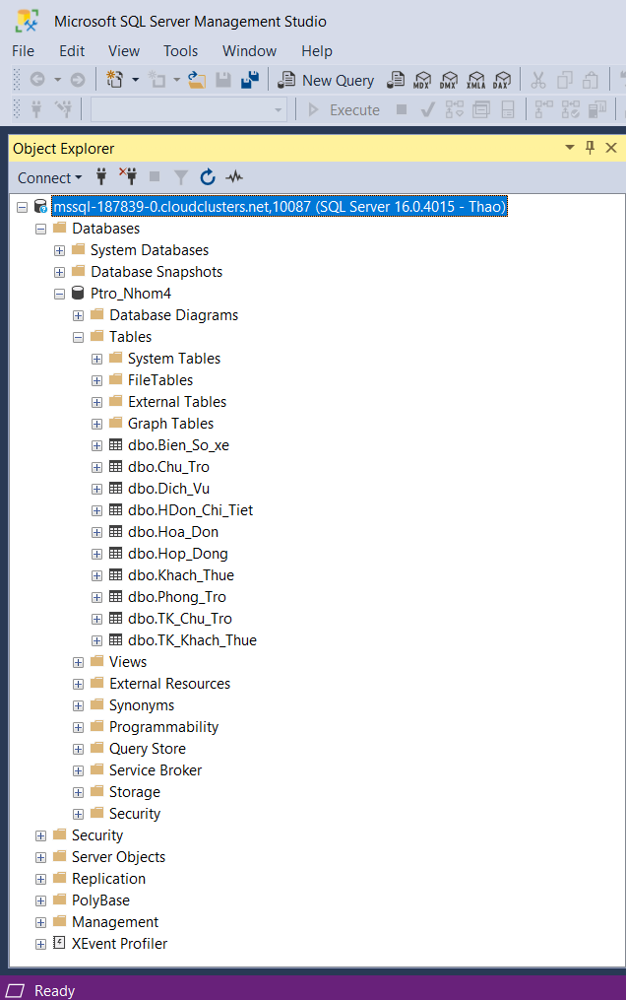 Microsoft SQL Server Management Studio
File Edit View Tools Window Help
New Query MDX DMX XMLA DAX
Execute
Object Explorer
Connect
mssql-187839-0.cloudclusters.net,10087 (SQL Server 16.0.4015 - Thao)
Databases
System Databases
Database Snapshots
Ptro_Nhom4
Database Diagrams
Tables
System Tables
FileTables
External Tables
Graph Tables
dbo.Bien_So_xe
dbo.Chu_Tro
dbo.Dich_Vu
dbo.HDon_Chi_Tiet
dbo.Hoa_Don
dbo.Hop_Dong
dbo.Khach_Thue
dbo.Phong_Tro
dbo.TK_Chu_Tro
dbo.TK_Khach_Thue
Views
External Resources
Synonyms
Programmability
Query Store
Service Broker
Storage
Security
Security
Server Objects
Replication
PolyBase
Management
XEvent Profiler
Ready